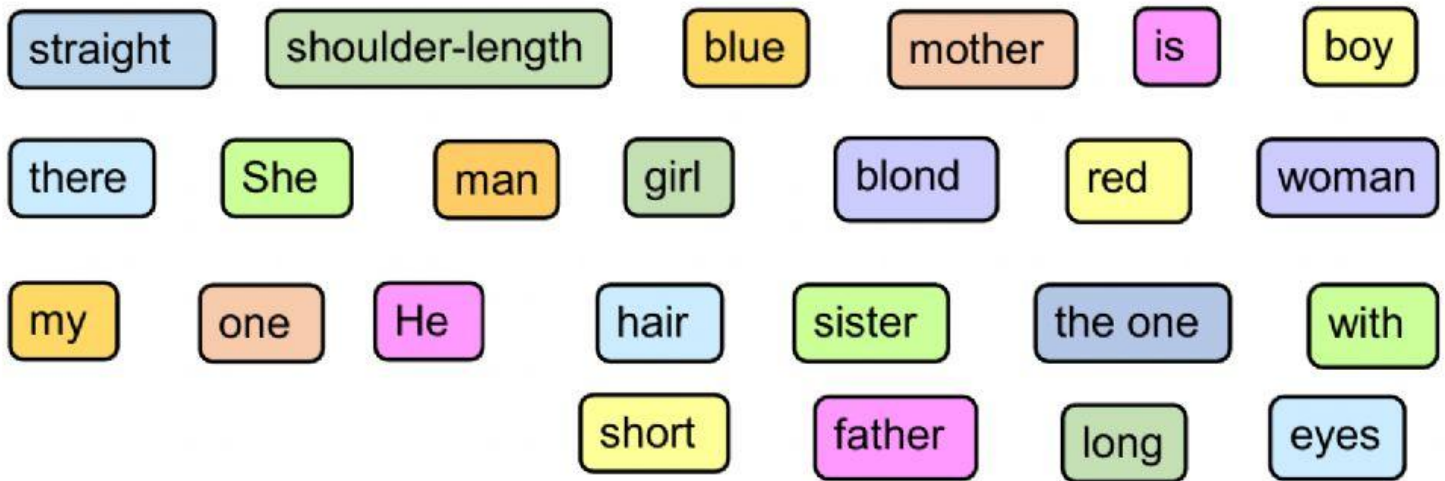 straight shoulder-length blue mother is boy
there She man girl blond red woman
my one He hair sister the one with
short father long eyes